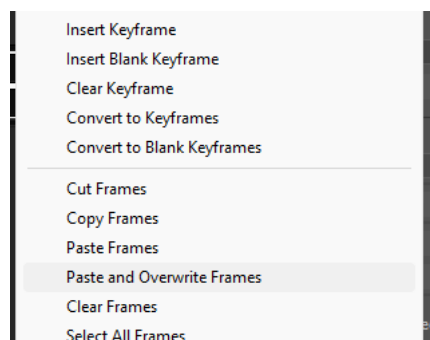 Insert Keyframe
Insert Blank Keyframe
Clear Keyframe
Convert to Keyframes
Convert to Blank Keyframes
Cut Frames
Copy Frames
Paste Frames
Paste and Overwrite Frames
Clear Frames
Select All Frames